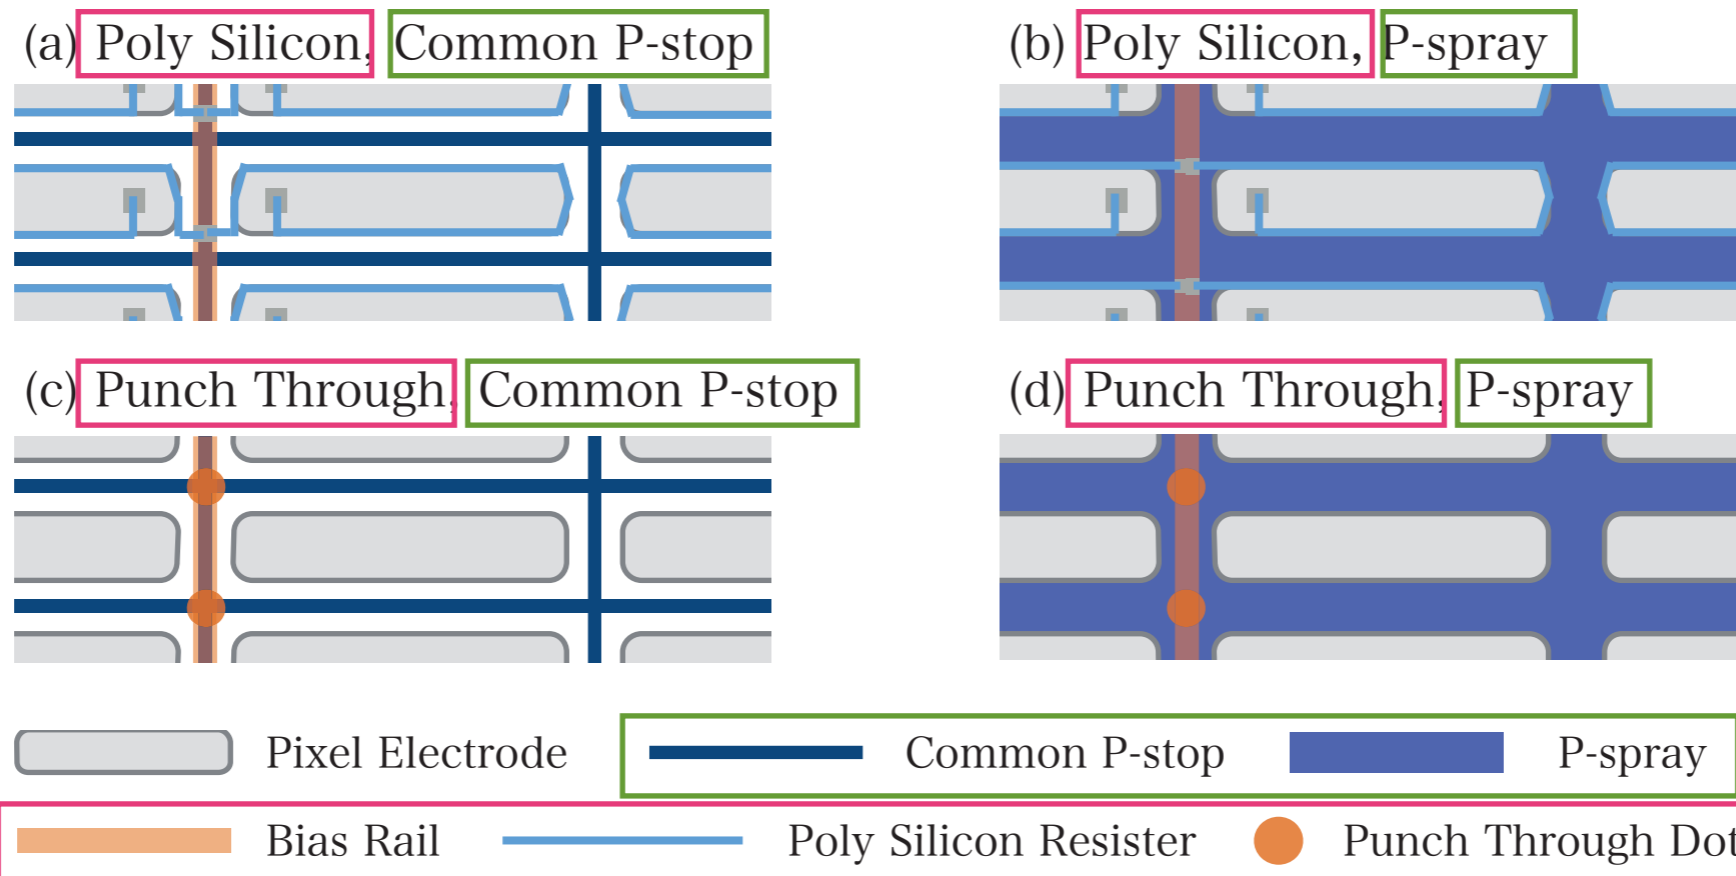 (a) Poly Silicon, Common P-stop
(b) Poly Silicon, P-spray
(c) Punch Through, Common P-stop
(d) Punch Through, P-spray
Pixel Electrode
Common P-stop
P-spray
Bias Rail
Poly Silicon Resister
Punch Through Dot